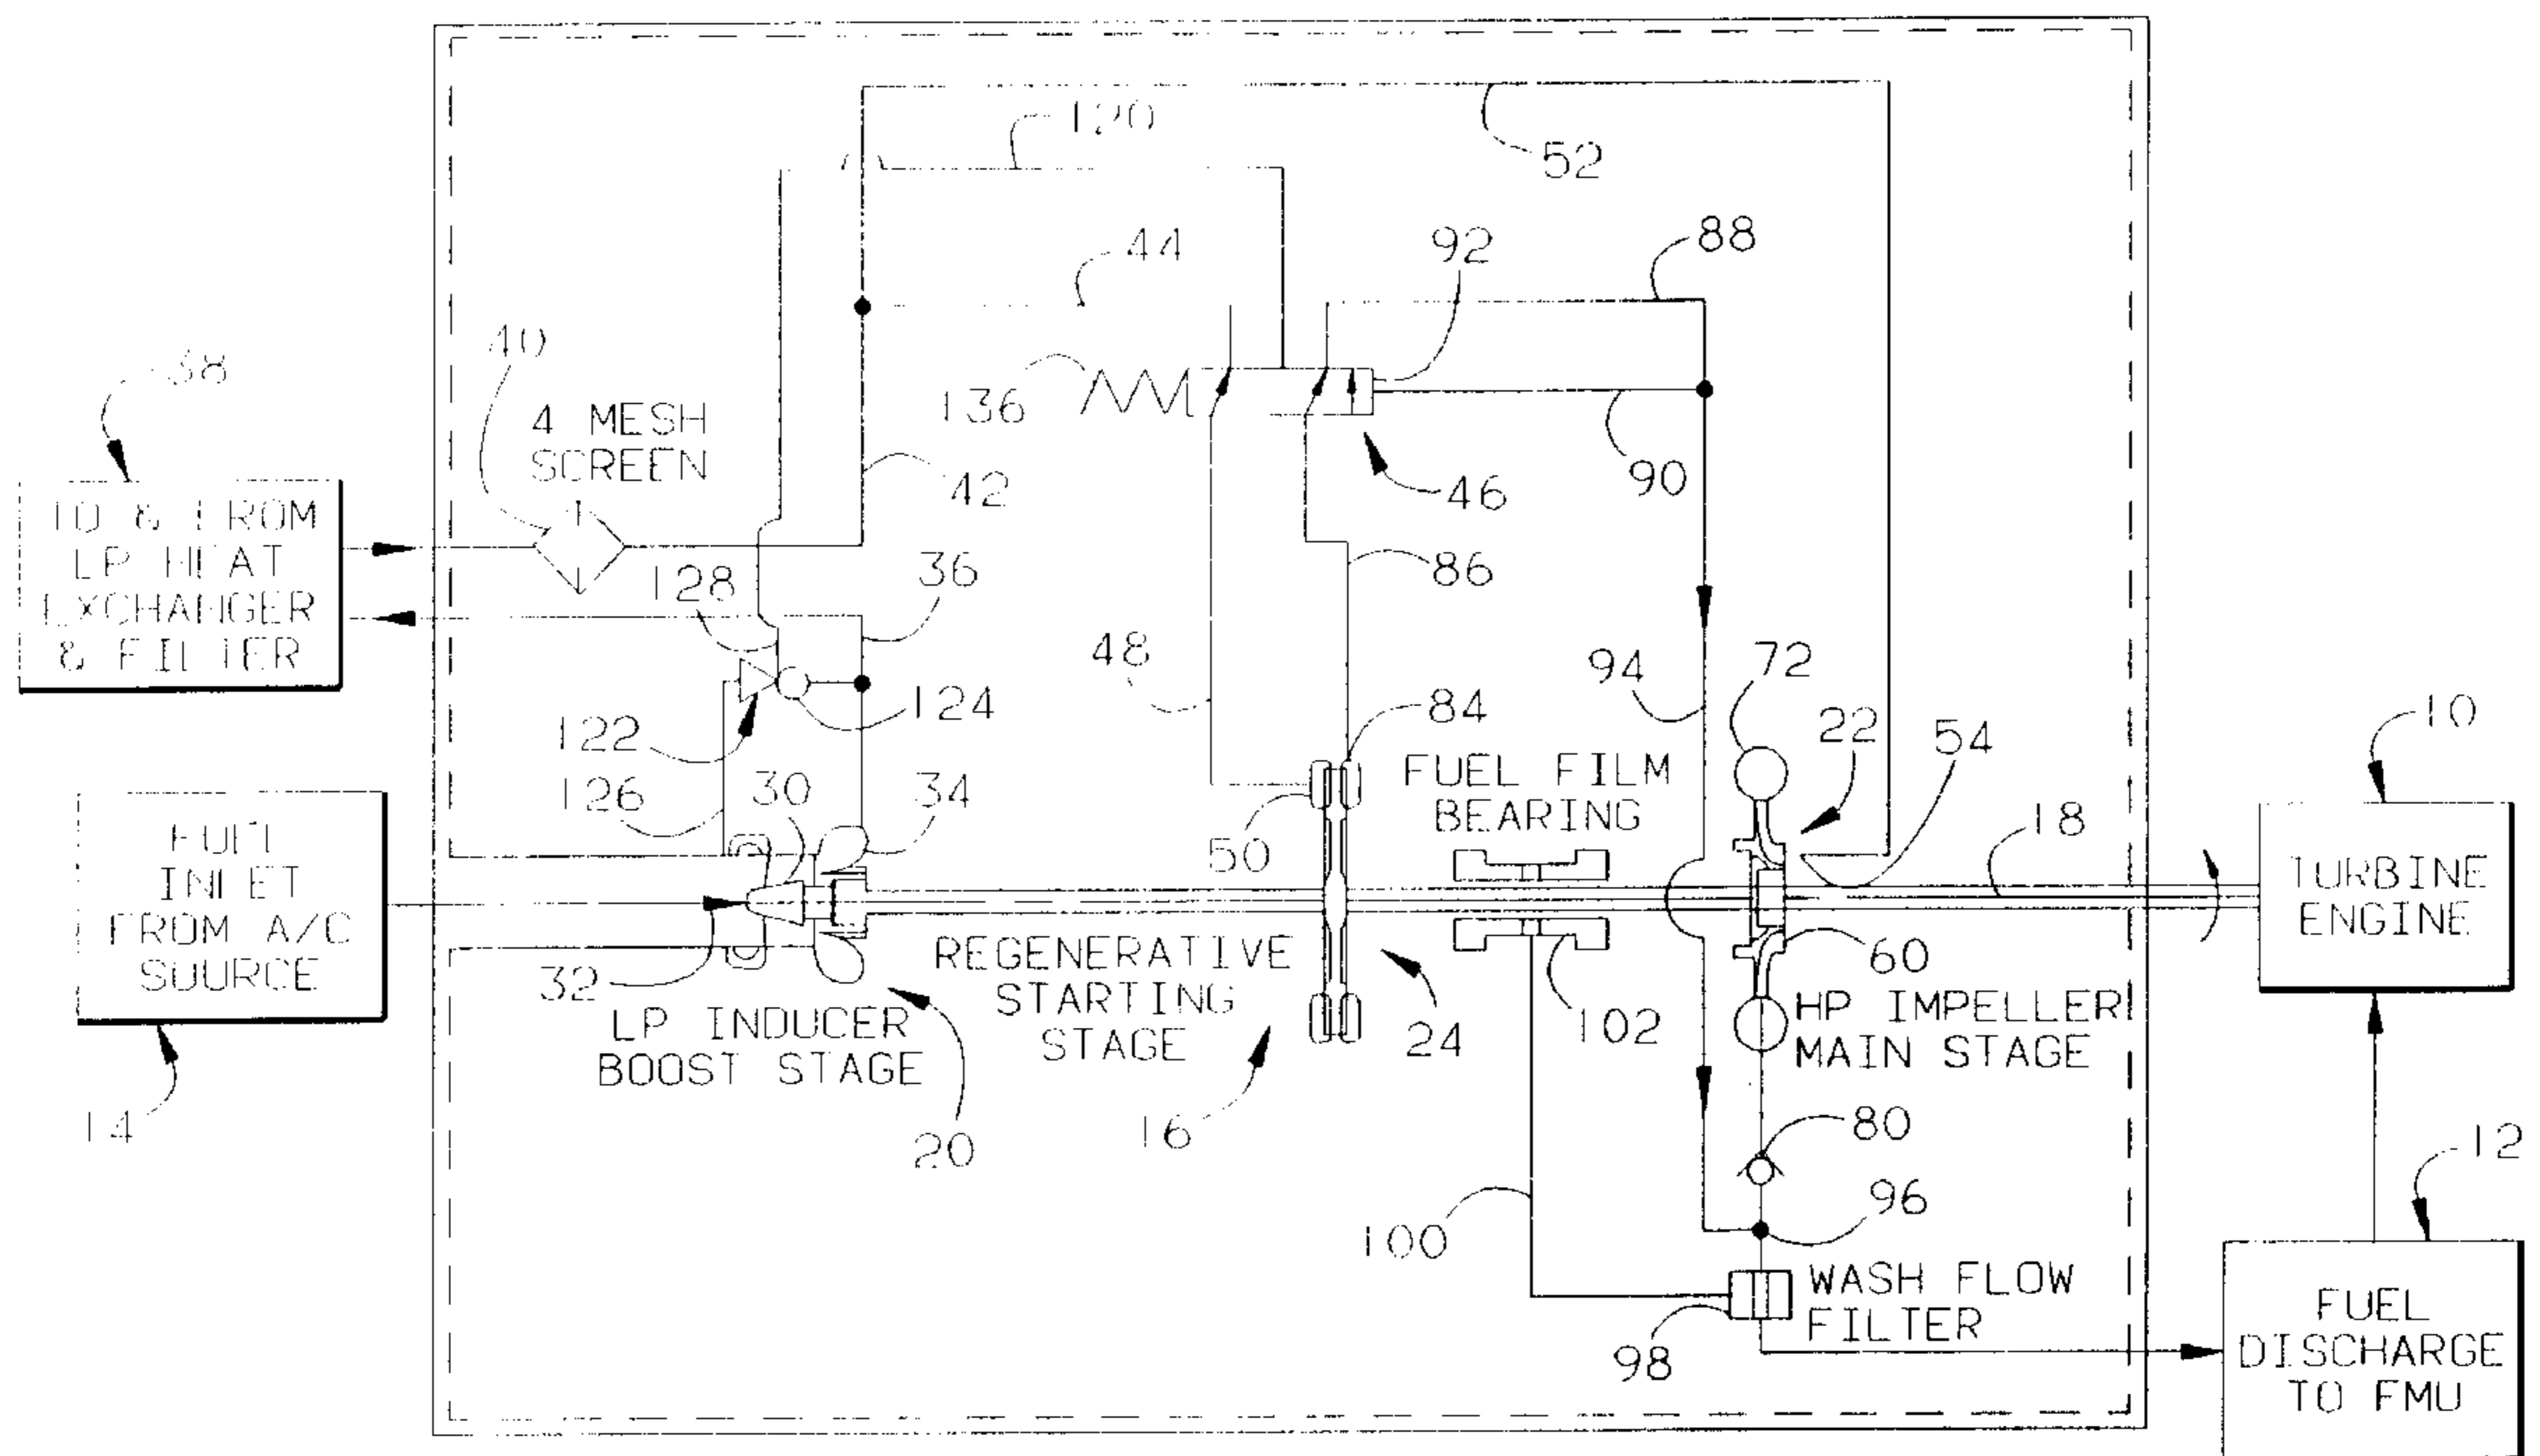 120
52
44
92
88
40
38
136
4 MESH
SCREEN
42
46
90
TO & FROM
LP HEAT
EXCHANGER
& FILTER
128
36
86
48
94
72
124
84
22
54
10
122
126
30
34
FUEL FILM
BEARING
50
18
FUEL
INLET
FROM A/C
SOURCE
TURBINE
ENGINE
32
REGENERATIVE
STARTING
STAGE
60
LP INDUCER
BOOST STAGE
102
24
HP IMPELLER
MAIN STAGE
14
20
16
80
12
96
100
WASH FLOW
FILTER
98
FUEL
DISCHARGE
TO FMU